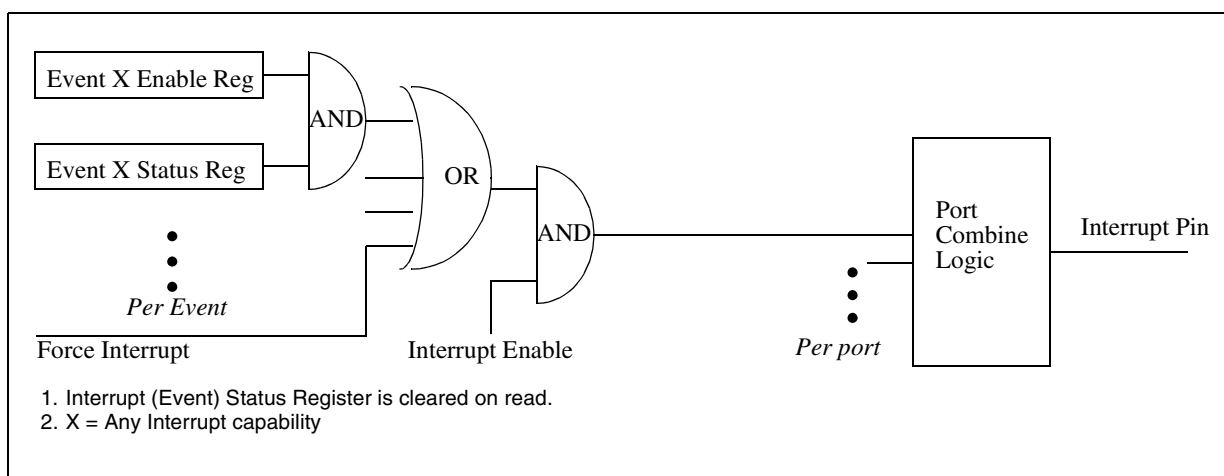 Event X Enable Reg
AND
Event X Status Reg
OR
AND
Port
Combine
Logic
Interrupt Pin
Per Event
Force Interrupt
Interrupt Enable
Per port
1. Interrupt (Event) Status Register is cleared on read.
2. X = Any Interrupt capability